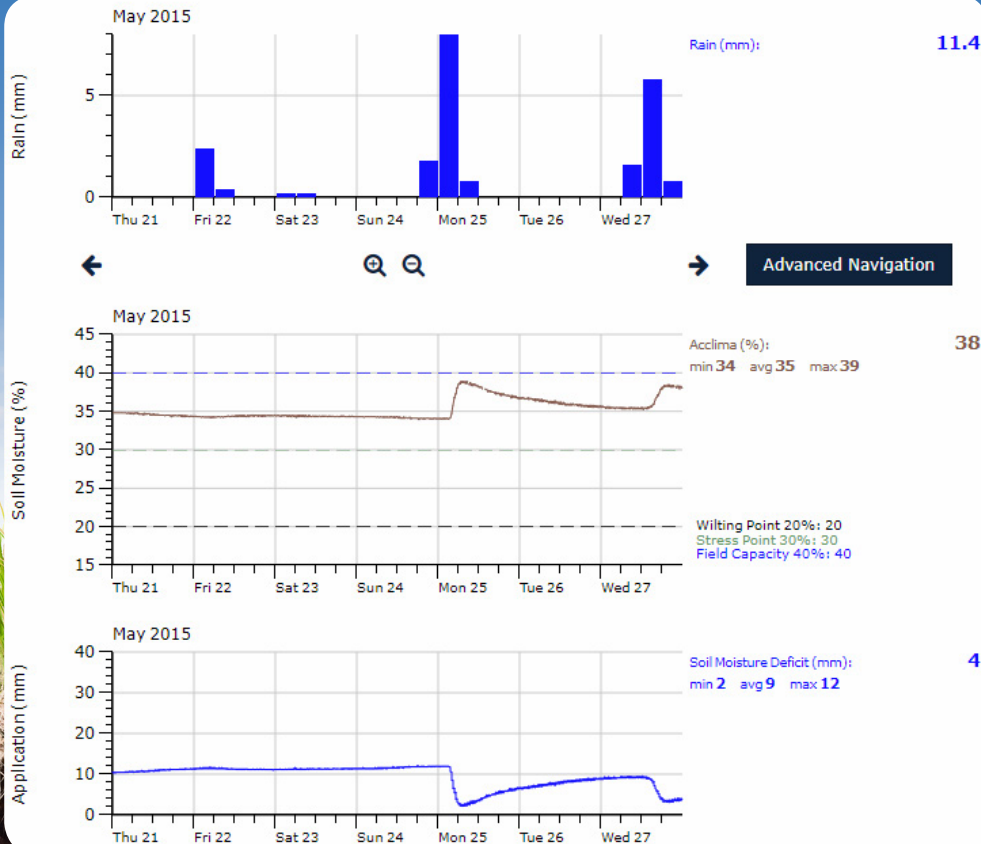 May 2015
Rain (mm)
5
0
Thu 21 Fri 22 Sat 23 Sun 24 Mon 25 Tue 26 Wed 27
Rain (mm): 11.4
Advanced Navigation
May 2015
Soil Moisture (%)
45
40
35
30
25
20
15
Thu 21 Fri 22 Sat 23 Sun 24 Mon 25 Tue 26 Wed 27
Acclima (%): 38
min 34 avg 35 max 39
Wilting Point 20%: 20
Stress Point 30%: 30
Field Capacity 40%: 40
May 2015
Application (mm)
40
30
20
10
0
Thu 21 Fri 22 Sat 23 Sun 24 Mon 25 Tue 26 Wed 27
Soil Moisture Deficit (mm): 4
min 2 avg 9 max 12